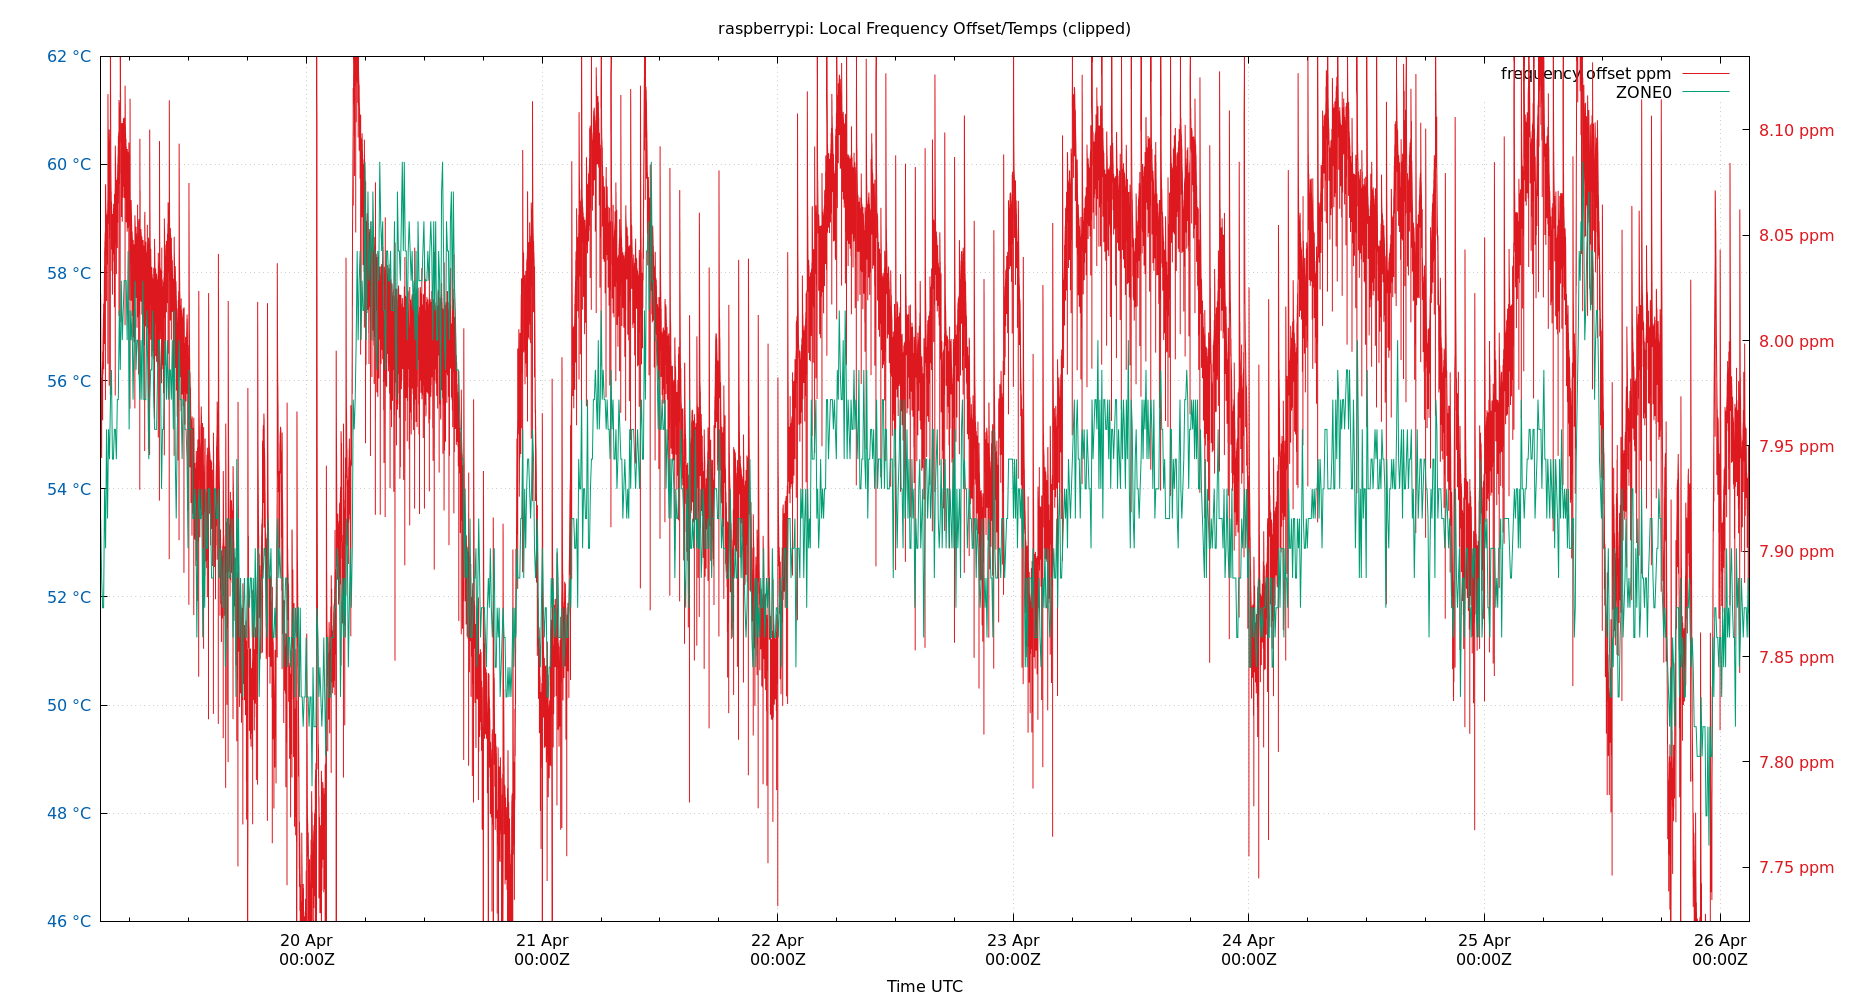 raspberrypi: Local Frequency Offset/Temps (clipped)
62 °C
60 °C
58 °C
56 °C
54 °C
52 °C
50 °C
48 °C
46 °C
frequency offset ppm
ZONE0
8.10 ppm
8.05 ppm
8.00 ppm
7.95 ppm
7.90 ppm
7.85 ppm
7.80 ppm
7.75 ppm
20 Apr
00:00Z
21 Apr
00:00Z
22 Apr
00:00Z
23 Apr
00:00Z
24 Apr
00:00Z
25 Apr
00:00Z
26 Apr
00:00Z
Time UTC